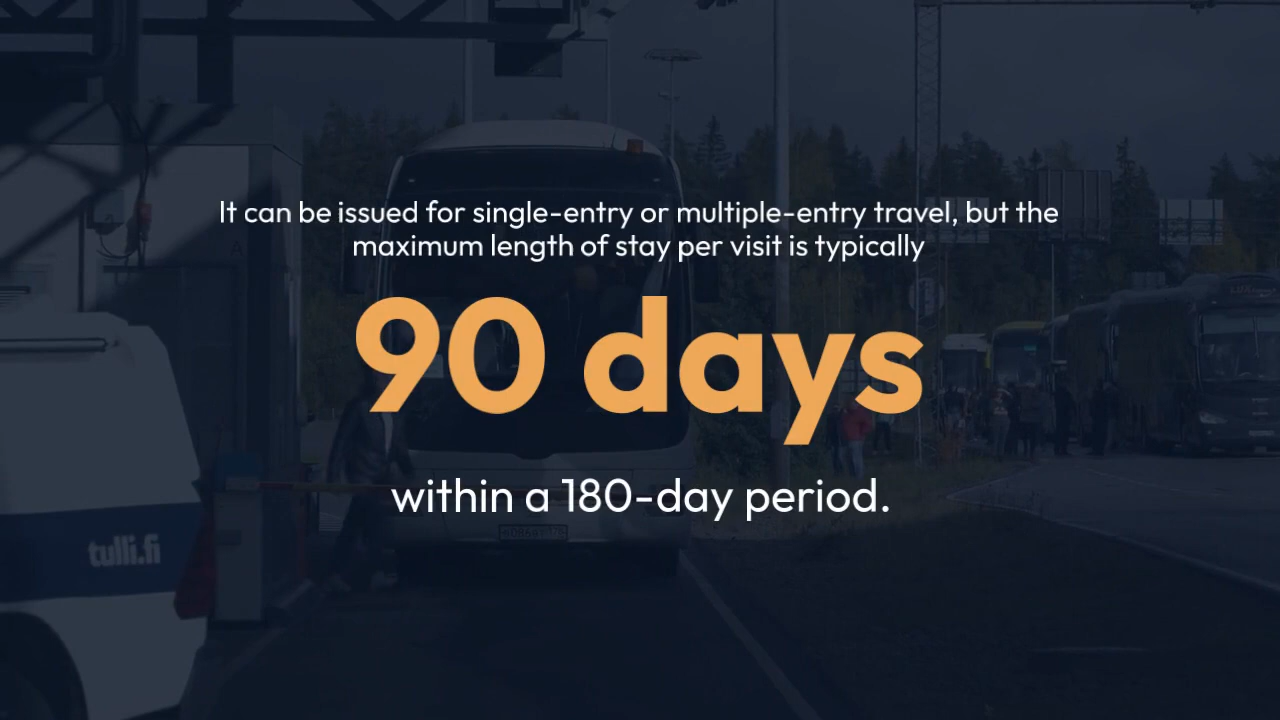 It can be issued for single-entry or multiple-entry travel, but the
maximum length of stay per visit is typically
90 days
within a 180-day period.
tulli.fi